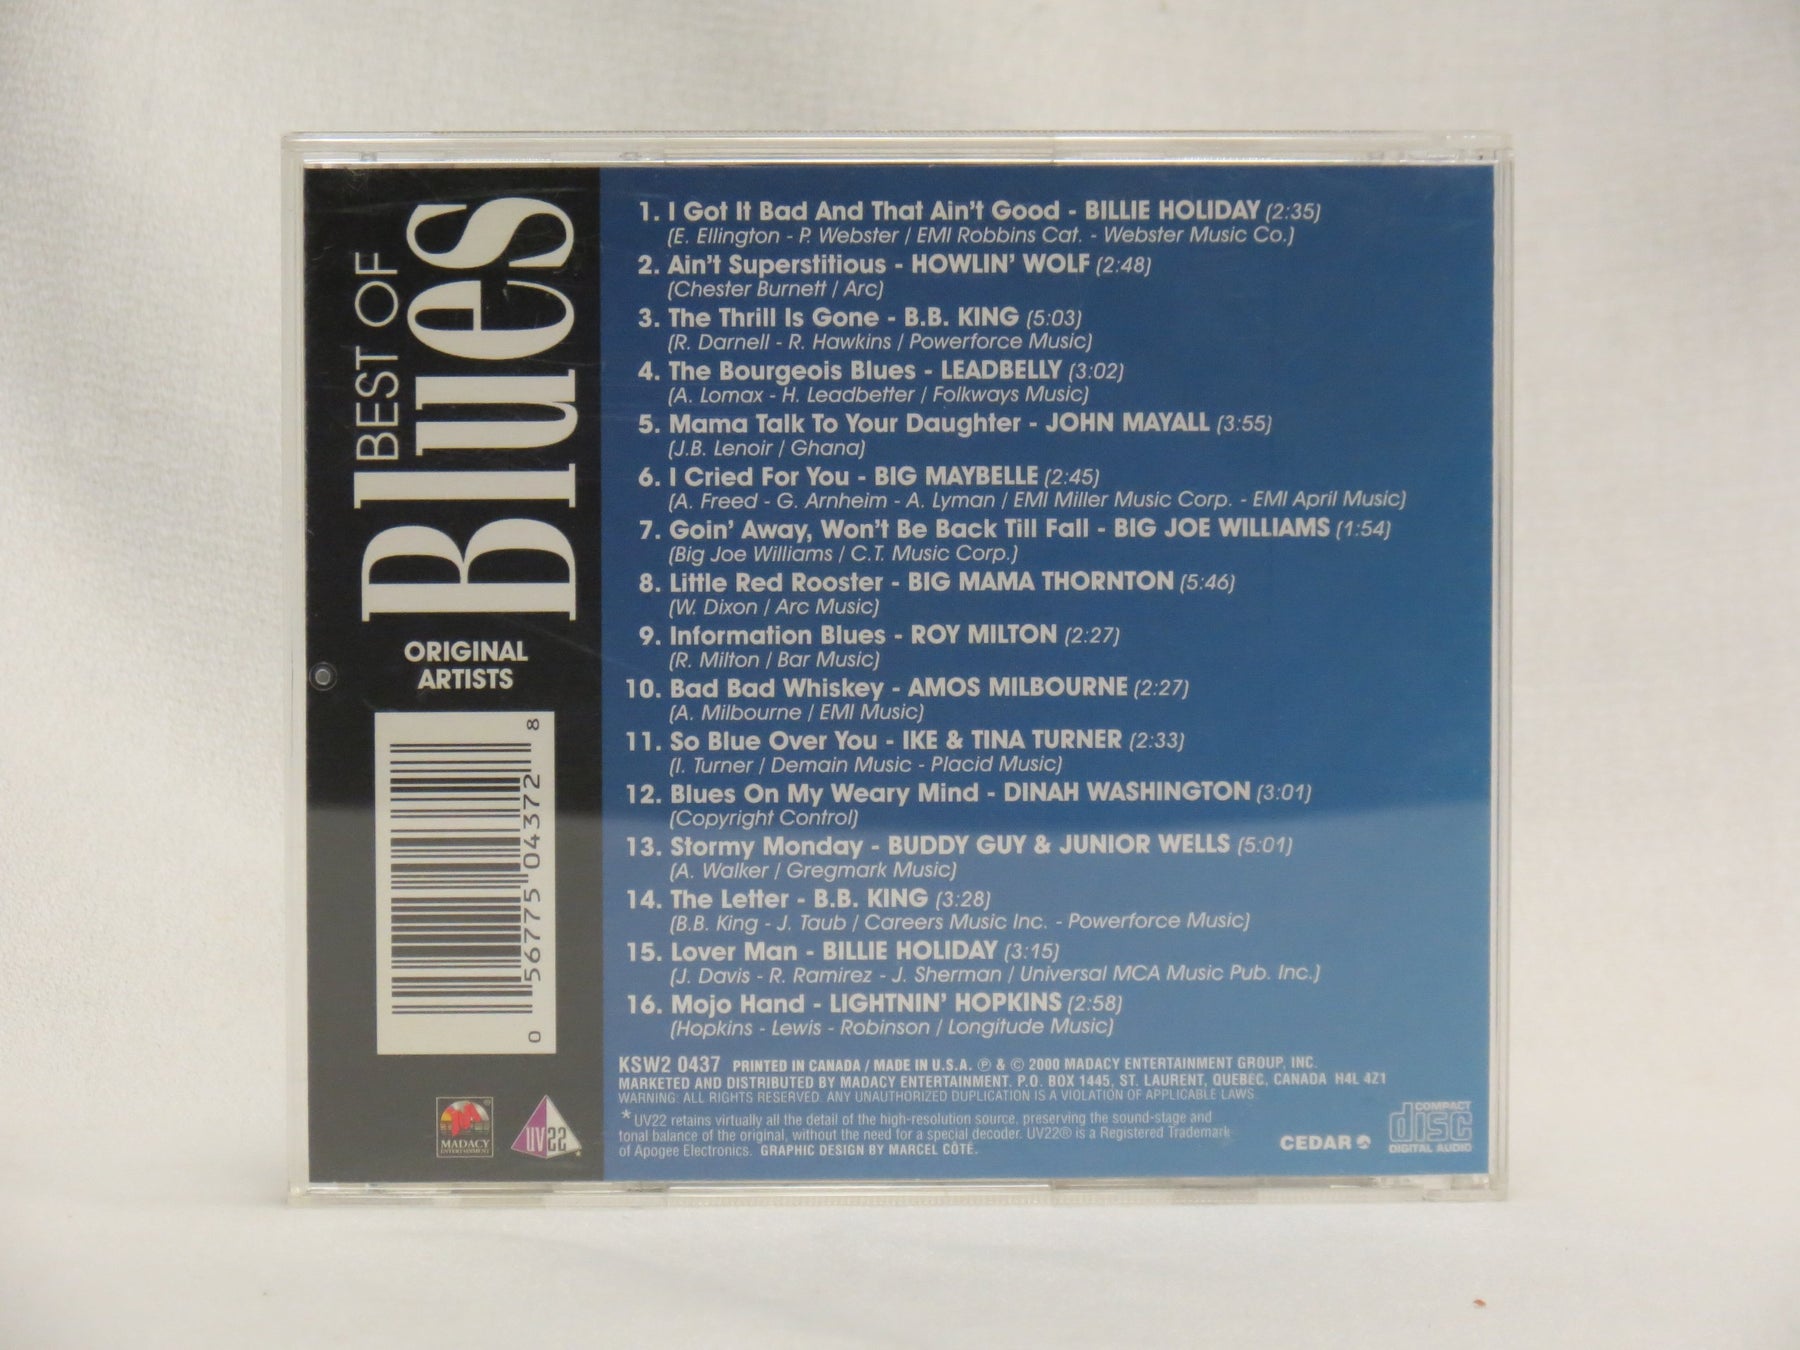 BEST OF
Blues
ORIGINAL
ARTISTS
0 56775 04372 8
MADACY
ENTERTAINMENT
UV22
1. I Got It Bad And That Ain't Good - BILLIE HOLIDAY (2:35)
(E. Ellington - P. Webster / EMI Robbins Cat. - Webster Music Co.)
2. Ain't Superstitious - HOWLIN' WOLF (2:48)
(Chester Burnett / Arc)
3. The Thrill Is Gone - B.B. KING (5:03)
(R. Darnell - R. Hawkins / Powerforce Music)
4. The Bourgeois Blues - LEADBELLY (3:02)
(A. Lomax - H. Leadbetter / Folkways Music)
5. Mama Talk To Your Daughter - JOHN MAYALL (3:55)
(J.B. Lenoir / Ghana)
6. I Cried For You - BIG MAYBELLE (2:45)
(A. Freed - G. Arnheim - A. Lyman / EMI Miller Music Corp. - EMI April Music)
7. Goin' Away, Won't Be Back Till Fall - BIG JOE WILLIAMS (1:54)
(Big Joe Williams / C.T. Music Corp.)
8. Little Red Rooster - BIG MAMA THORNTON (5:46)
(W. Dixon / Arc Music)
9. Information Blues - ROY MILTON (2:27)
(R. Milton / Bar Music)
10. Bad Bad Whiskey - AMOS MILBOURNE (2:27)
(A. Milbourne / EMI Music)
11. So Blue Over You - IKE & TINA TURNER (2:33)
(I. Turner / Demain Music - Placid Music)
12. Blues On My Weary Mind - DINAH WASHINGTON (3:01)
(Copyright Control)
13. Stormy Monday - BUDDY GUY & JUNIOR WELLS (5:01)
(A. Walker / Gregmark Music)
14. The Letter - B.B. KING (3:28)
(B.B. King - J. Taub / Careers Music Inc. - Powerforce Music)
15. Lover Man - BILLIE HOLIDAY (3:15)
(J. Davis - R. Ramirez - J. Sherman / Universal MCA Music Pub. Inc.)
16. Mojo Hand - LIGHTNIN' HOPKINS (2:58)
(Hopkins - Lewis - Robinson / Longitude Music)
KSW2 0437 PRINTED IN CANADA / MADE IN U.S.A. ℗ & © 2000 MADACY ENTERTAINMENT GROUP, INC.
MARKETED AND DISTRIBUTED BY MADACY ENTERTAINMENT. P.O. BOX 1445, ST. LAURENT, QUEBEC, CANADA H4L 4Z1
WARNING: ALL RIGHTS RESERVED. ANY UNAUTHORIZED DUPLICATION IS A VIOLATION OF APPLICABLE LAWS.
* UV22 retains virtually all the detail of the high-resolution source, preserving the sound-stage and
tonal balance of the original, without the need for a special decoder. UV22® is a Registered Trademark
of Apogee Electronics. GRAPHIC DESIGN BY MARCEL CÔTÉ.
CEDAR
COMPACT
disc
DIGITAL AUDIO